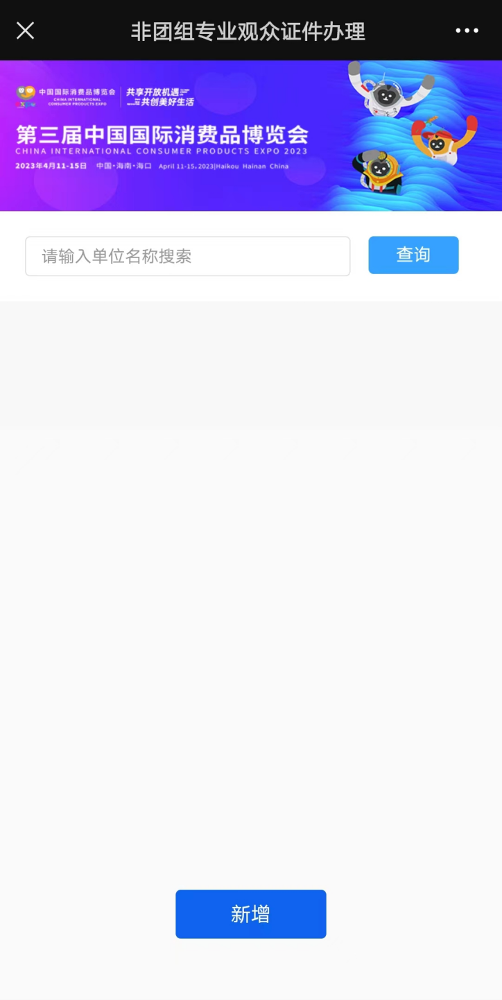 非团组专业观众证件办理
中国国际消费品博览会
CHINA INTERNATIONAL
CONSUMER PRODUCTS EXPO
共享开放机遇
共创美好生活
第三届中国国际消费品博览会
CHINA INTERNATIONAL CONSUMER PRODUCTS EXPO 2023
2023年4月11-15日 中国·海南·海口 April 11-15,2023|Haikou Hainan China
请输入单位名称搜索
查询
新增